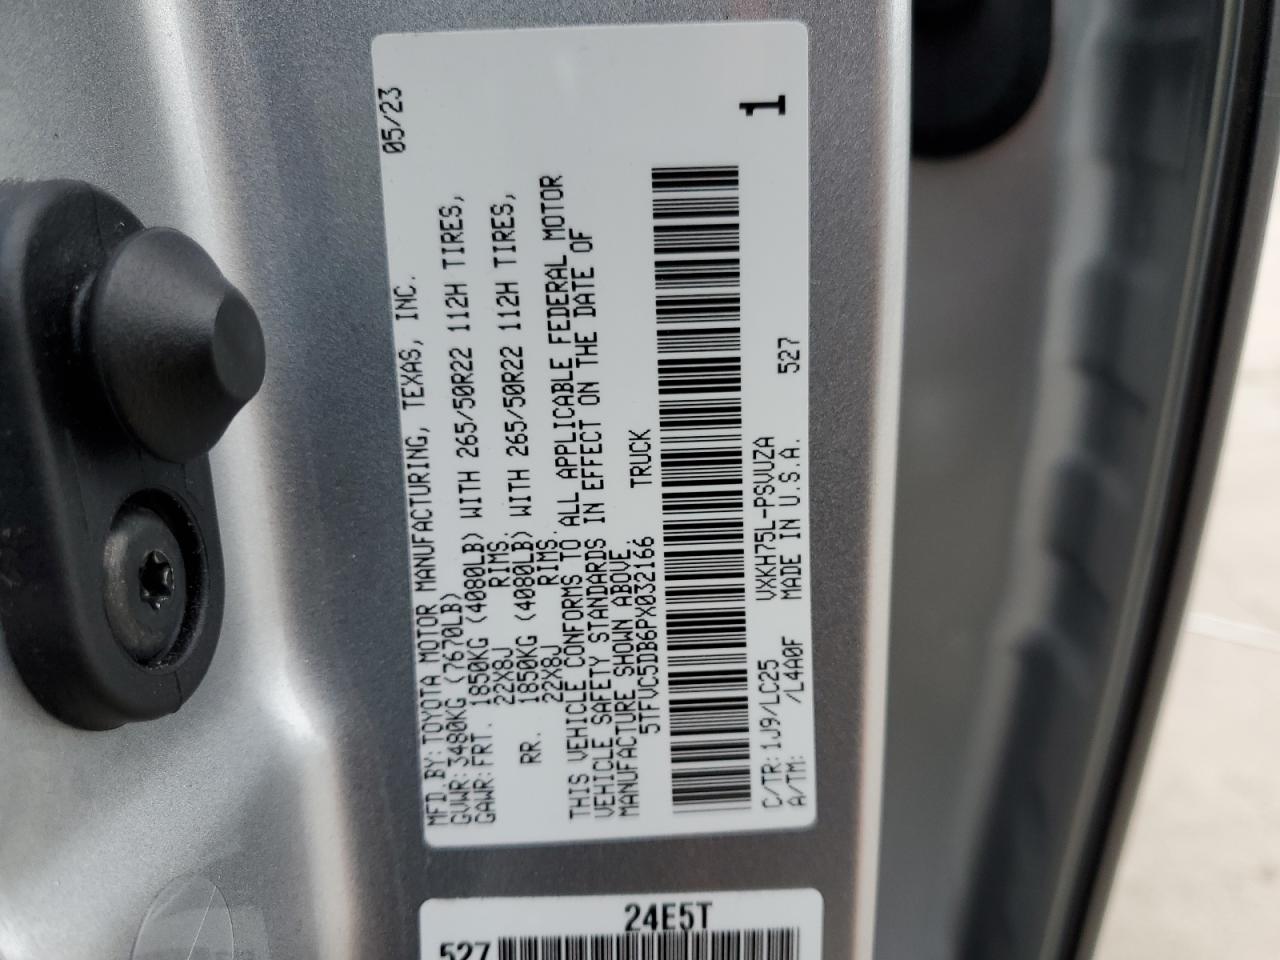 MFD.BY:TOYOTA MOTOR MANUFACTURING, TEXAS, INC. 05/23
GVWR:3480KG (7670LB)
GAWR:FRT. 1850KG (4080LB) WITH 265/50R22 112H TIRES,
22X8J RIMS.
RR. 1850KG (4080LB) WITH 265/50R22 112H TIRES,
22X8J RIMS.
THIS VEHICLE CONFORMS TO ALL APPLICABLE FEDERAL MOTOR
VEHICLE SAFETY STANDARDS IN EFFECT ON THE DATE OF
MANUFACTURE SHOWN ABOVE.
5TFVC5DB6PX032166 TRUCK
1
C/TR:1J9/LC25 VXKH75L-PSVUZA
A/TM: /L4A0F MADE IN U.S.A. 527
24E5T
527